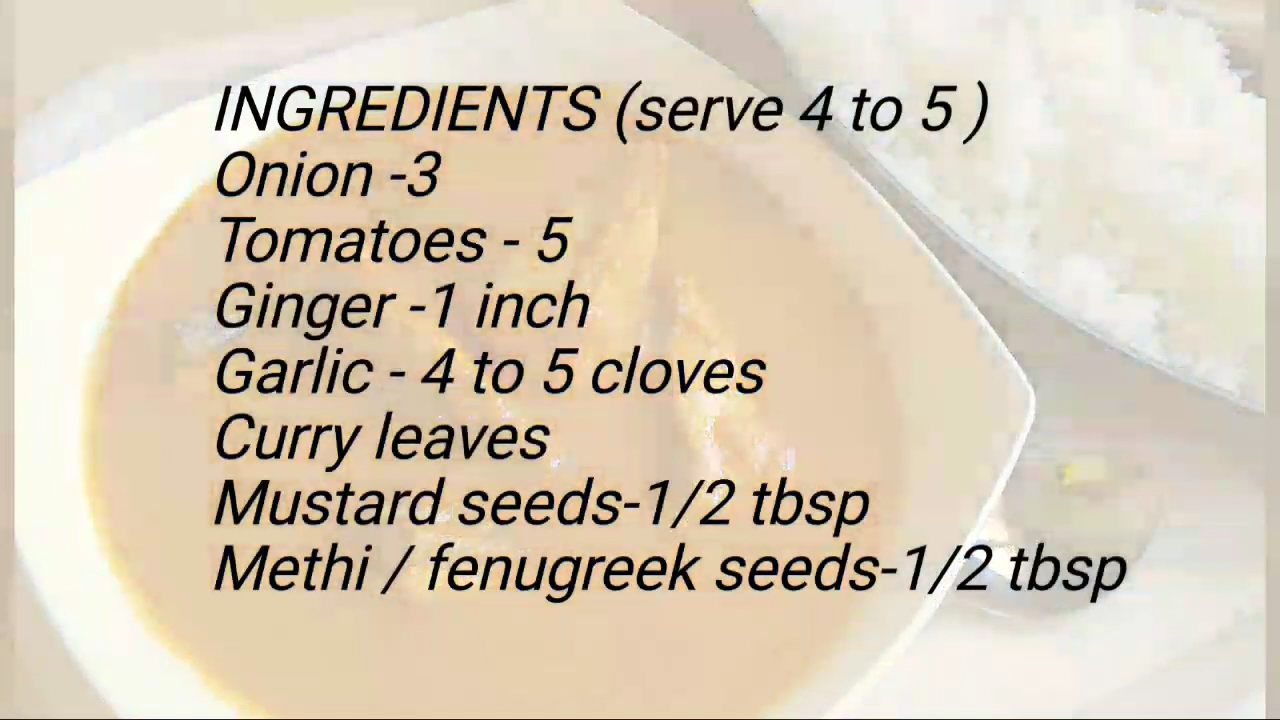 INGREDIENTS (serve 4 to 5 )
Onion -3
Tomatoes - 5
Ginger -1 inch
Garlic - 4 to 5 cloves
Curry leaves
Mustard seeds-1/2 tbsp
Methi / fenugreek seeds-1/2 tbsp